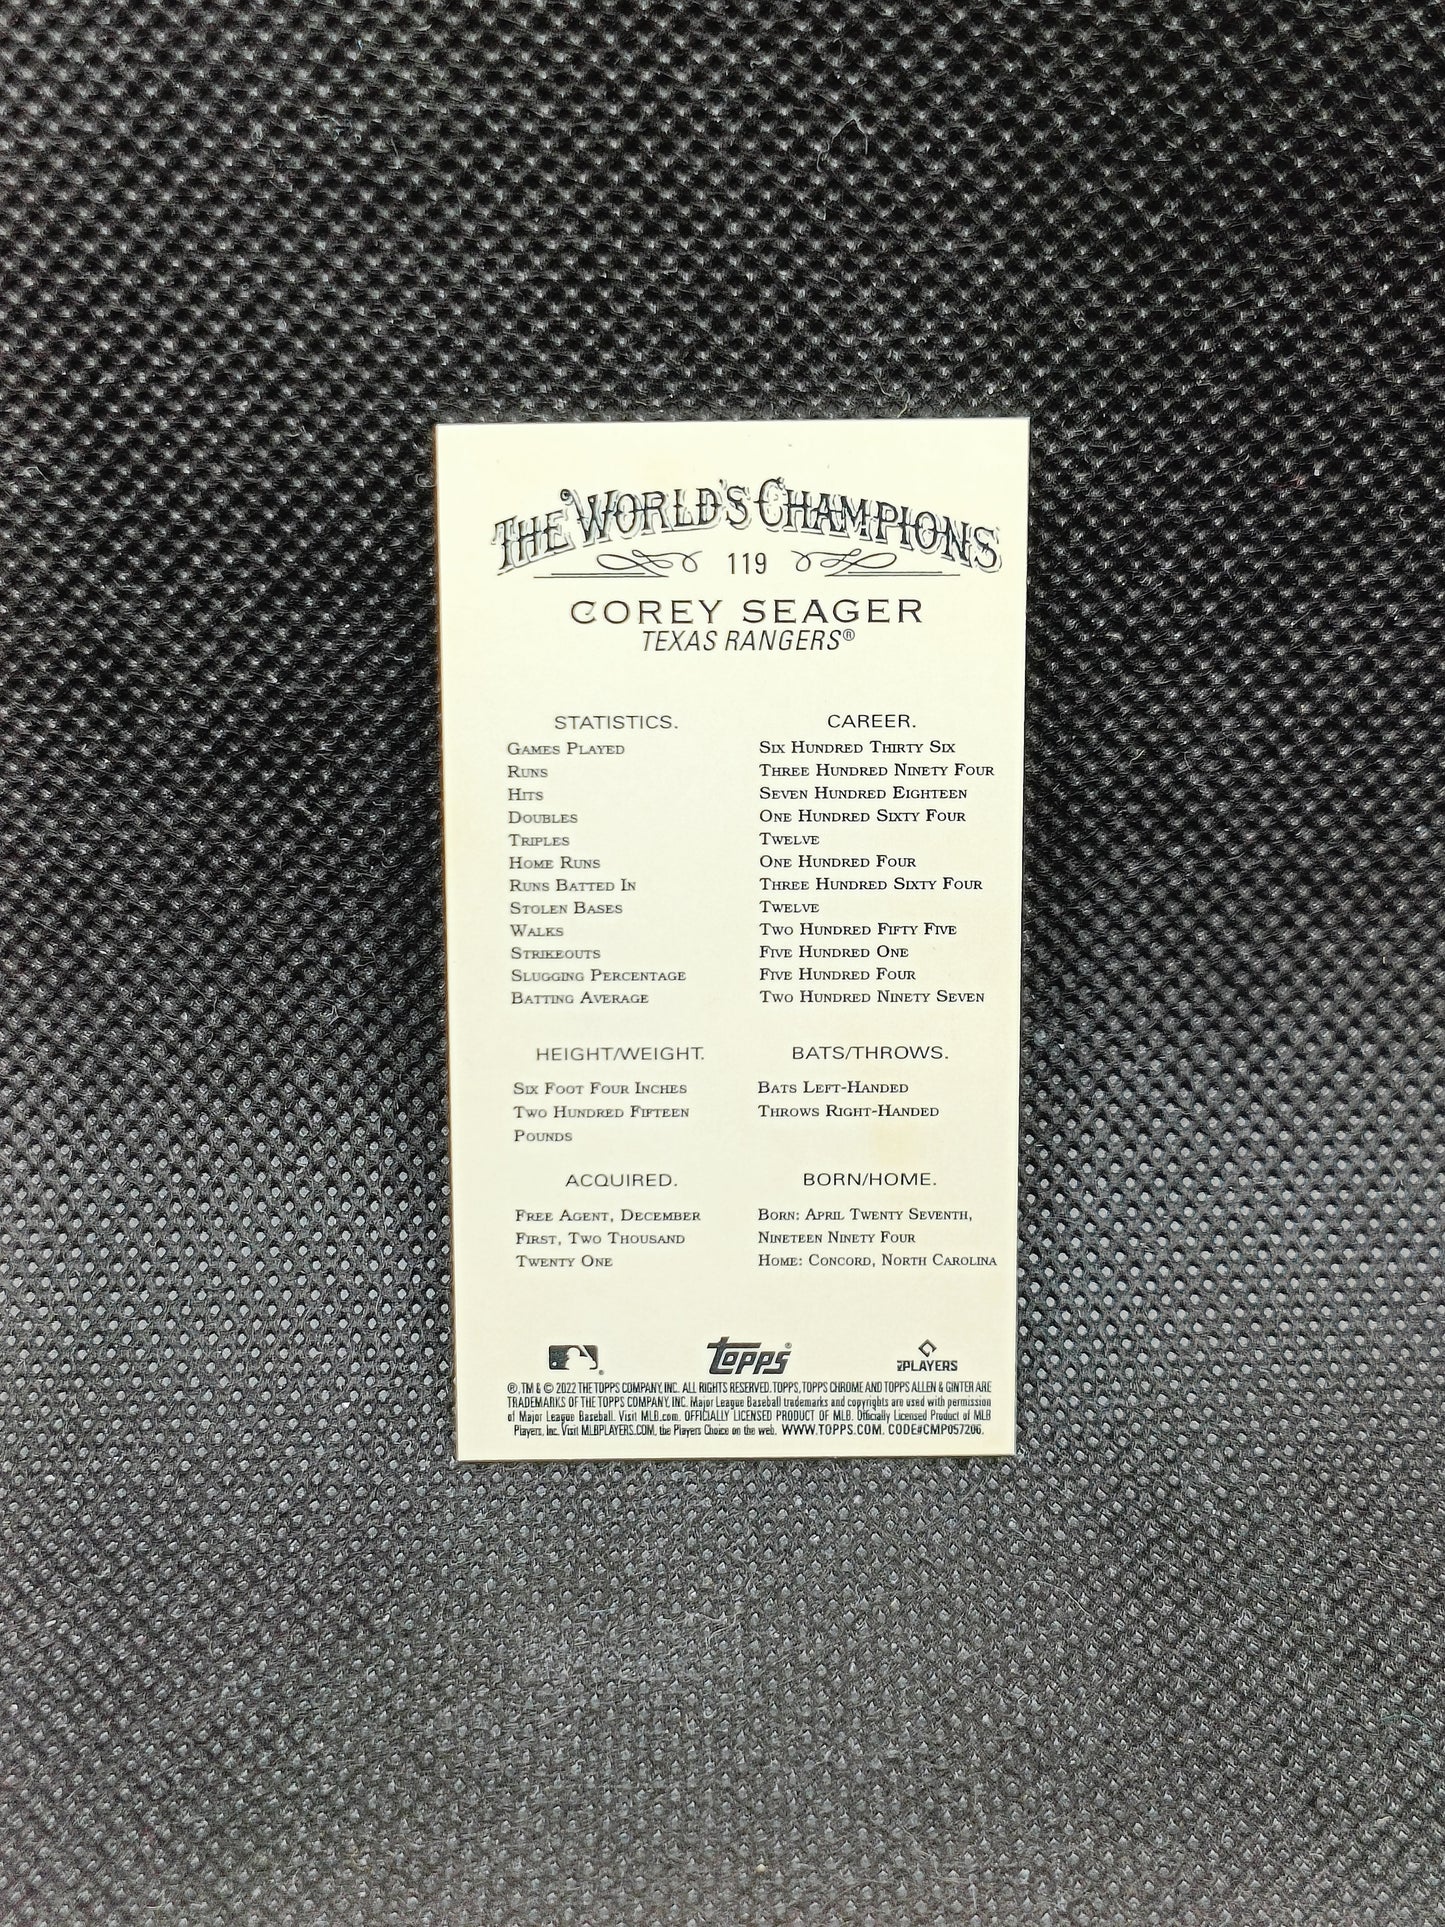 THE WORLD'S CHAMPIONS
119
COREY SEAGER
TEXAS RANGERS®
STATISTICS. CAREER.
GAMES PLAYED SIX HUNDRED THIRTY SIX
RUNS THREE HUNDRED NINETY FOUR
HITS SEVEN HUNDRED EIGHTEEN
DOUBLES ONE HUNDRED SIXTY FOUR
TRIPLES TWELVE
HOME RUNS ONE HUNDRED FOUR
RUNS BATTED IN THREE HUNDRED SIXTY FOUR
STOLEN BASES TWELVE
WALKS TWO HUNDRED FIFTY FIVE
STRIKEOUTS FIVE HUNDRED ONE
SLUGGING PERCENTAGE FIVE HUNDRED FOUR
BATTING AVERAGE TWO HUNDRED NINETY SEVEN
HEIGHT/WEIGHT.
SIX FOOT FOUR INCHES
TWO HUNDRED FIFTEEN
POUNDS
BATS/THROWS.
BATS LEFT-HANDED
THROWS RIGHT-HANDED
ACQUIRED.
FREE AGENT, DECEMBER
FIRST, TWO THOUSAND
TWENTY ONE
BORN/HOME.
BORN: APRIL TWENTY SEVENTH,
NINETEEN NINETY FOUR
HOME: CONCORD, NORTH CAROLINA
® topps® MLBPLAYERS
®, TM & © 2022 THE TOPPS COMPANY, INC. ALL RIGHTS RESERVED. TOPPS, TOPPS CHROME AND TOPPS ALLEN & GINTER ARE
TRADEMARKS OF THE TOPPS COMPANY, INC. Major League Baseball trademarks and copyrights are used with permission
of Major League Baseball. Visit MLB.com. OFFICIALLY LICENSED PRODUCT OF MLB. Officially Licensed Product of MLB
Players, Inc. Visit MLBPLAYERS.COM, the Players Choice on the web. WWW.TOPPS.COM. CODE#CMP057206.